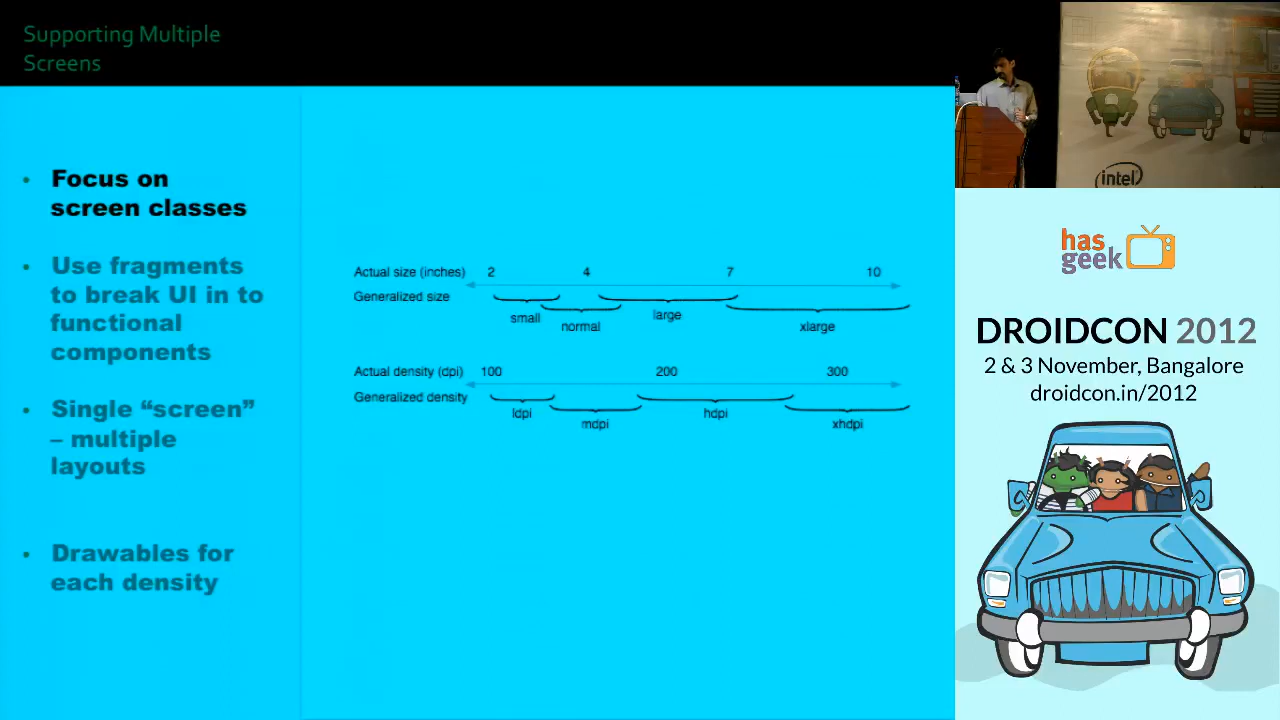 Supporting Multiple
Screens
• Focus on
screen classes
• Use fragments
to break UI in to
functional
components
• Single “screen”
– multiple
layouts
• Drawables for
each density
Actual size (inches) 2 4 7 10
Generalized size
small normal large xlarge
Actual density (dpi) 100 200 300
Generalized density
ldpi mdpi hdpi xhdpi
intel
has
geek
DROIDCON 2012
2 & 3 November, Bangalore
droidcon.in/2012